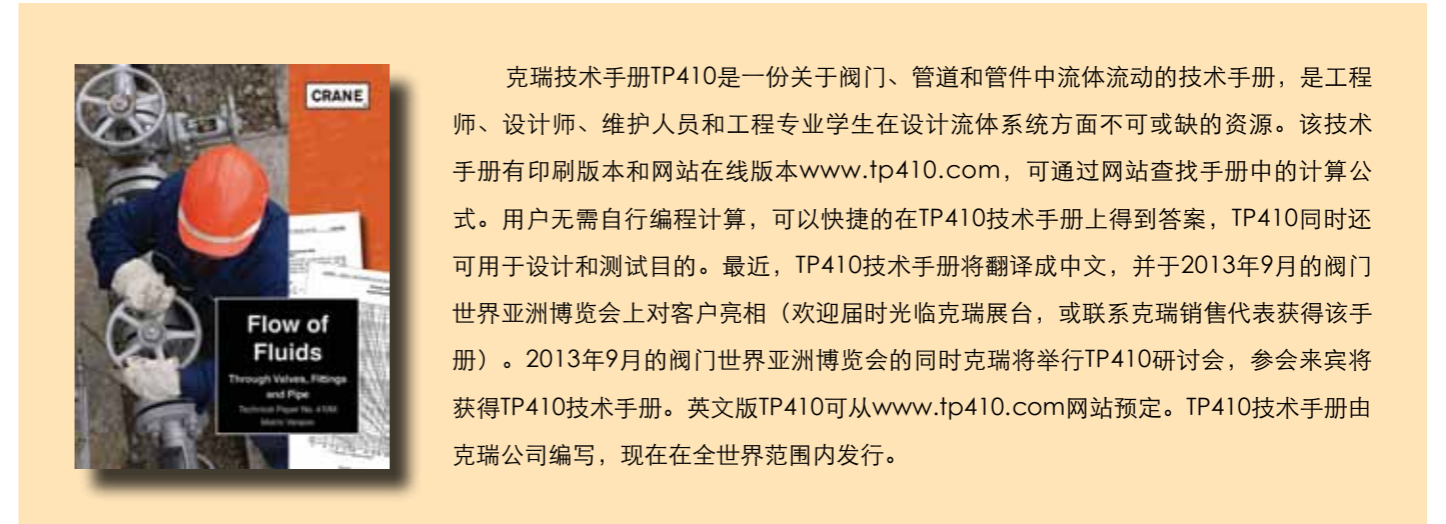 CRANE
Flow of
Fluids
Through Valves, Fittings
and Pipe
Technical Paper No. 410M
Metric Version
克瑞技术手册TP410是一份关于阀门、管道和管件中流体流动的技术手册，是工程
师、设计师、维护人员和工程专业学生在设计流体系统方面不可或缺的资源。该技术
手册有印刷版本和网站在线版本www.tp410.com，可通过网站查找手册中的计算公
式。用户无需自行编程计算，可以快捷的在TP410技术手册上得到答案，TP410同时还
可用于设计和测试目的。最近，TP410技术手册将翻译成中文，并于2013年9月的阀门
世界亚洲博览会上对客户亮相（欢迎届时光临克瑞展台，或联系克瑞销售代表获得该手
册）。2013年9月的阀门世界亚洲博览会的同时克瑞将举行TP410研讨会，参会来宾将
获得TP410技术手册。英文版TP410可从www.tp410.com网站预定。TP410技术手册由
克瑞公司编写，现在在全世界范围内发行。